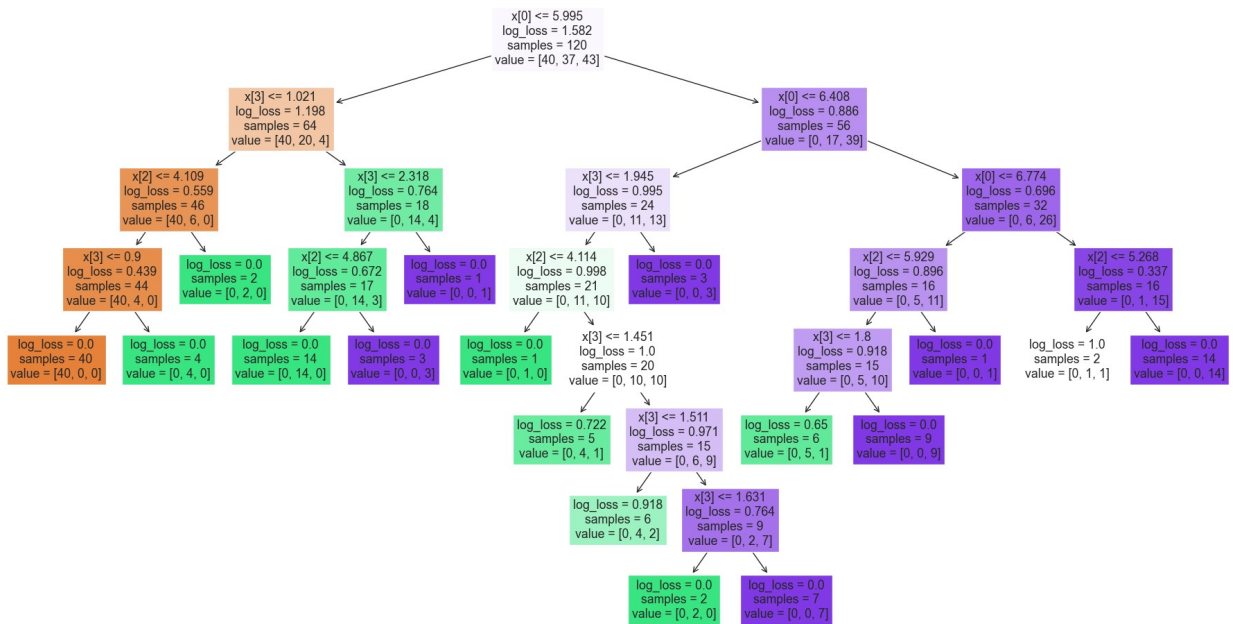 x[0] <= 5.995
log_loss = 1.582
samples = 120
value = [40, 37, 43]
x[3] <= 1.021
log_loss = 1.198
samples = 64
value = [40, 20, 4]
x[0] <= 6.408
log_loss = 0.886
samples = 56
value = [0, 17, 39]
x[2] <= 4.109
log_loss = 0.559
samples = 46
value = [40, 6, 0]
x[3] <= 2.318
log_loss = 0.764
samples = 18
value = [0, 14, 4]
x[3] <= 1.945
log_loss = 0.995
samples = 24
value = [0, 11, 13]
x[0] <= 6.774
log_loss = 0.696
samples = 32
value = [0, 6, 26]
x[3] <= 0.9
log_loss = 0.439
samples = 44
value = [40, 4, 0]
log_loss = 0.0
samples = 2
value = [0, 2, 0]
x[2] <= 4.867
log_loss = 0.672
samples = 17
value = [0, 14, 3]
log_loss = 0.0
samples = 1
value = [0, 0, 1]
x[2] <= 4.114
log_loss = 0.998
samples = 21
value = [0, 11, 10]
log_loss = 0.0
samples = 3
value = [0, 0, 3]
x[2] <= 5.929
log_loss = 0.896
samples = 16
value = [0, 5, 11]
x[2] <= 5.268
log_loss = 0.337
samples = 16
value = [0, 1, 15]
log_loss = 0.0
samples = 40
value = [40, 0, 0]
log_loss = 0.0
samples = 4
value = [0, 4, 0]
log_loss = 0.0
samples = 14
value = [0, 14, 0]
log_loss = 0.0
samples = 3
value = [0, 0, 3]
log_loss = 0.0
samples = 1
value = [0, 1, 0]
x[3] <= 1.451
log_loss = 1.0
samples = 20
value = [0, 10, 10]
x[3] <= 1.8
log_loss = 0.918
samples = 15
value = [0, 5, 10]
log_loss = 0.0
samples = 1
value = [0, 0, 1]
log_loss = 1.0
samples = 2
value = [0, 1, 1]
log_loss = 0.0
samples = 14
value = [0, 0, 14]
log_loss = 0.722
samples = 5
value = [0, 4, 1]
x[3] <= 1.511
log_loss = 0.971
samples = 15
value = [0, 6, 9]
log_loss = 0.65
samples = 6
value = [0, 5, 1]
log_loss = 0.0
samples = 9
value = [0, 0, 9]
log_loss = 0.918
samples = 6
value = [0, 4, 2]
x[3] <= 1.631
log_loss = 0.764
samples = 9
value = [0, 2, 7]
log_loss = 0.0
samples = 2
value = [0, 2, 0]
log_loss = 0.0
samples = 7
value = [0, 0, 7]